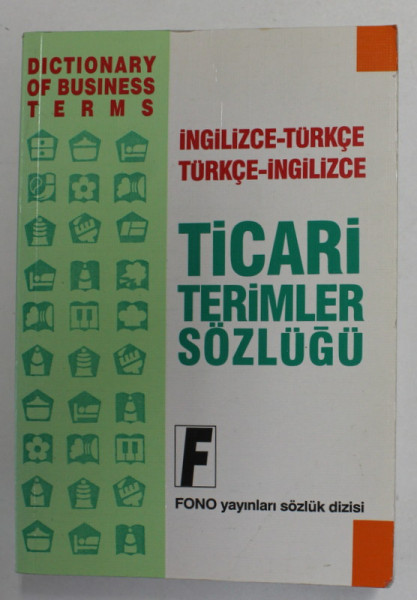 DICTIONARY
OF BUSINESS
TERMS
İNGİLİZCE-TÜRKÇE
TÜRKÇE-İNGİLİZCE
TİCARİ
TERİMLER
SÖZLÜĞÜ
F
FONO yayınları sözlük dizisi